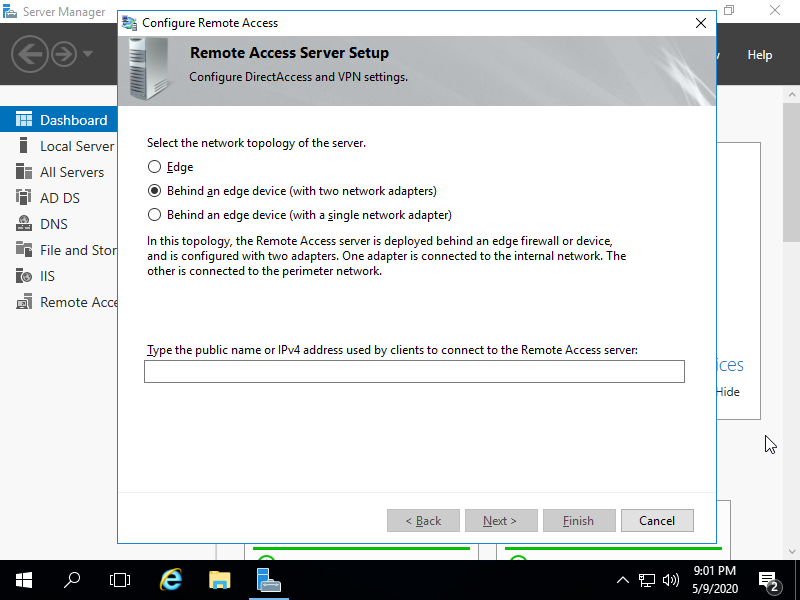 Server Manager
Configure Remote Access
Remote Access Server Setup
Configure DirectAccess and VPN settings.
Help
Dashboard
Local Server
All Servers
AD DS
DNS
File and Stor
IIS
Remote Acce
Select the network topology of the server.
Edge
Behind an edge device (with two network adapters)
Behind an edge device (with a single network adapter)
In this topology, the Remote Access server is deployed behind an edge firewall or device,
and is configured with two adapters. One adapter is connected to the internal network. The
other is connected to the perimeter network.
Type the public name or IPv4 address used by clients to connect to the Remote Access server:
ices
Hide
< Back
Next >
Finish
Cancel
9:01 PM
5/9/2020
2